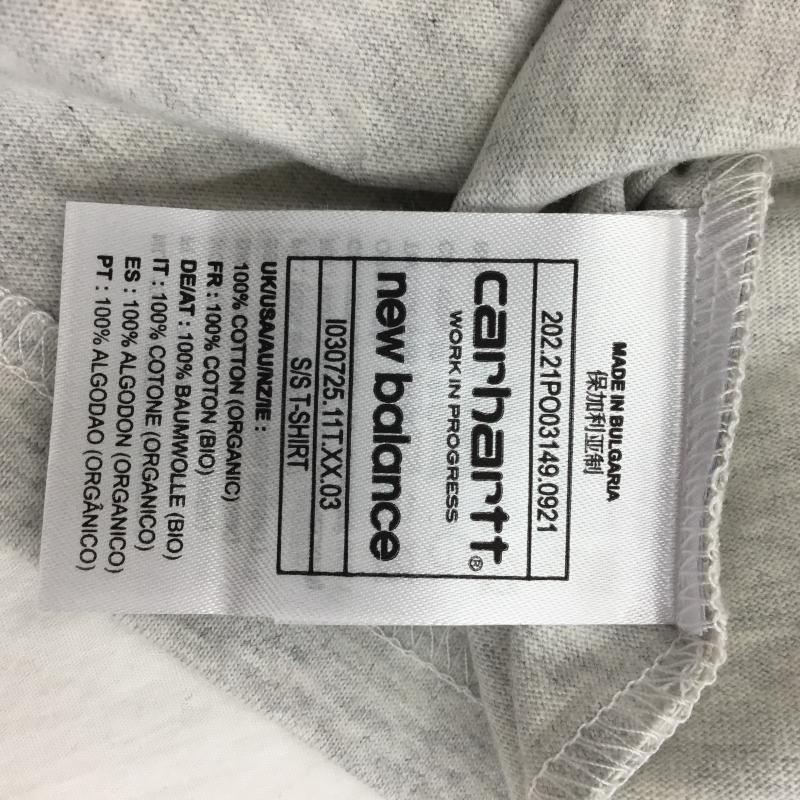 MADE IN BULGARIA
保加利亚制
202.21PO03149.0921
carhartt®
WORK IN PROGRESS
new balance
I030725.11T.XX.03
S/S T-SHIRT
UK/USA/AU/NZ/IE :
100% COTTON (ORGANIC)
FR : 100% COTON (BIO)
DE/AT : 100% BAUMWOLLE (BIO)
IT : 100% COTONE (ORGANICO)
ES : 100% ALGODON (ORGANICO)
PT : 100% ALGODAO (ORGÂNICO)